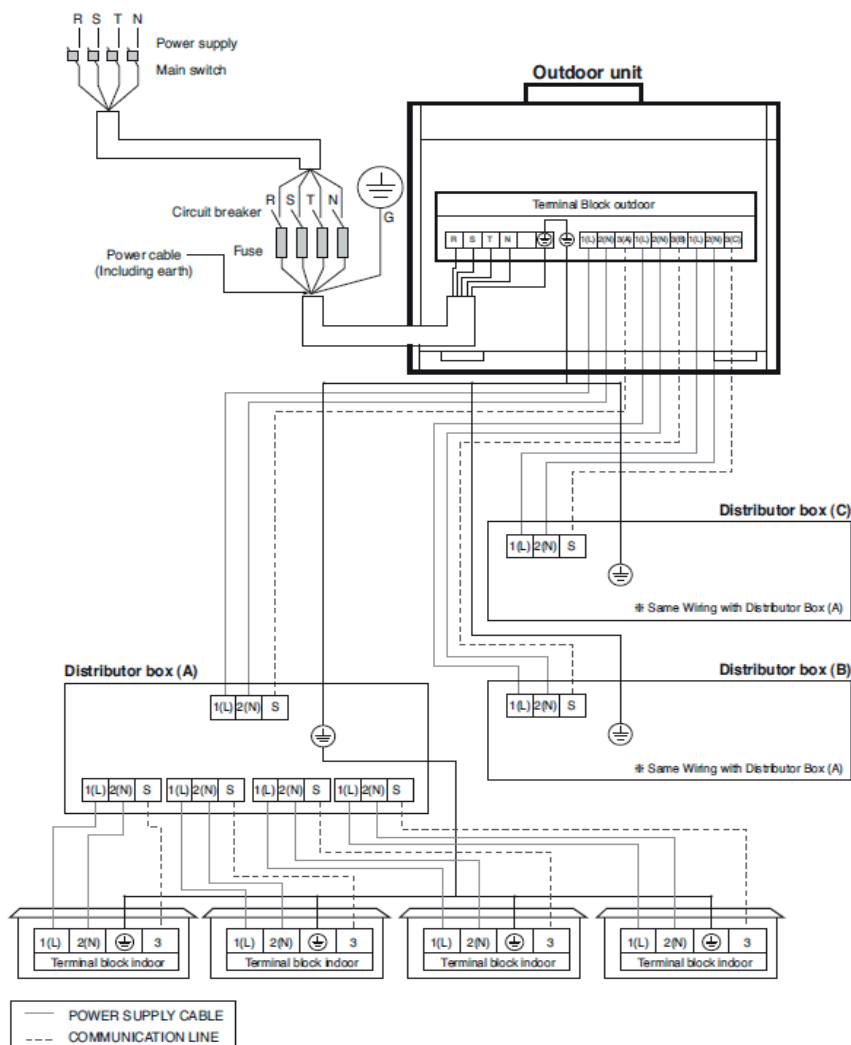 R S T N
Power supply
Main switch
Outdoor unit
Terminal Block outdoor
R S T N 1(L) 2(N) 3(A) 1(L) 2(N) 3(B) 1(L) 2(N) 3(C)
R S T N
G
Circuit breaker
Fuse
Power cable
(Including earth)
Distributor box (C)
1(L) 2(N) S
※ Same Wiring with Distributor Box (A)
Distributor box (B)
1(L) 2(N) S
※ Same Wiring with Distributor Box (A)
Distributor box (A)
1(L) 2(N) S
1(L) 2(N) S 1(L) 2(N) S 1(L) 2(N) S 1(L) 2(N) S
1(L) 2(N) 3 1(L) 2(N) 3 1(L) 2(N) 3 1(L) 2(N) 3
Terminal block indoor Terminal block indoor Terminal block indoor Terminal block indoor
POWER SUPPLY CABLE
COMMUNICATION LINE